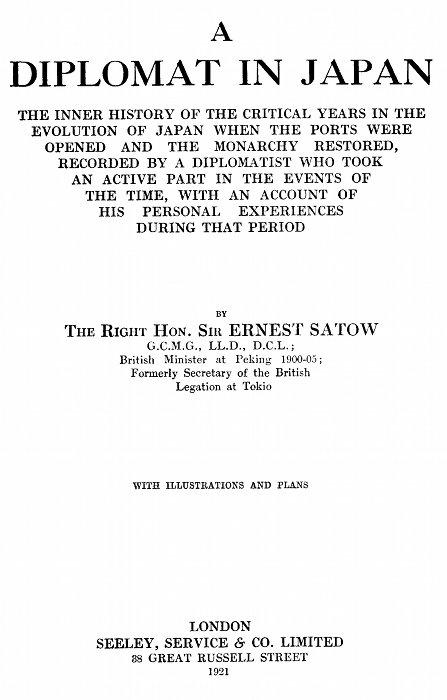 A
DIPLOMAT IN JAPAN
THE INNER HISTORY OF THE CRITICAL YEARS IN THE
EVOLUTION OF JAPAN WHEN THE PORTS WERE
OPENED AND THE MONARCHY RESTORED,
RECORDED BY A DIPLOMATIST WHO TOOK
AN ACTIVE PART IN THE EVENTS OF
THE TIME, WITH AN ACCOUNT OF
HIS PERSONAL EXPERIENCES
DURING THAT PERIOD
BY
THE RIGHT HON. SIR ERNEST SATOW
G.C.M.G., LL.D., D.C.L.;
British Minister at Peking 1900-05;
Formerly Secretary of the British
Legation at Tokio
WITH ILLUSTRATIONS AND PLANS
LONDON
SEELEY, SERVICE & CO. LIMITED
38 GREAT RUSSELL STREET
1921